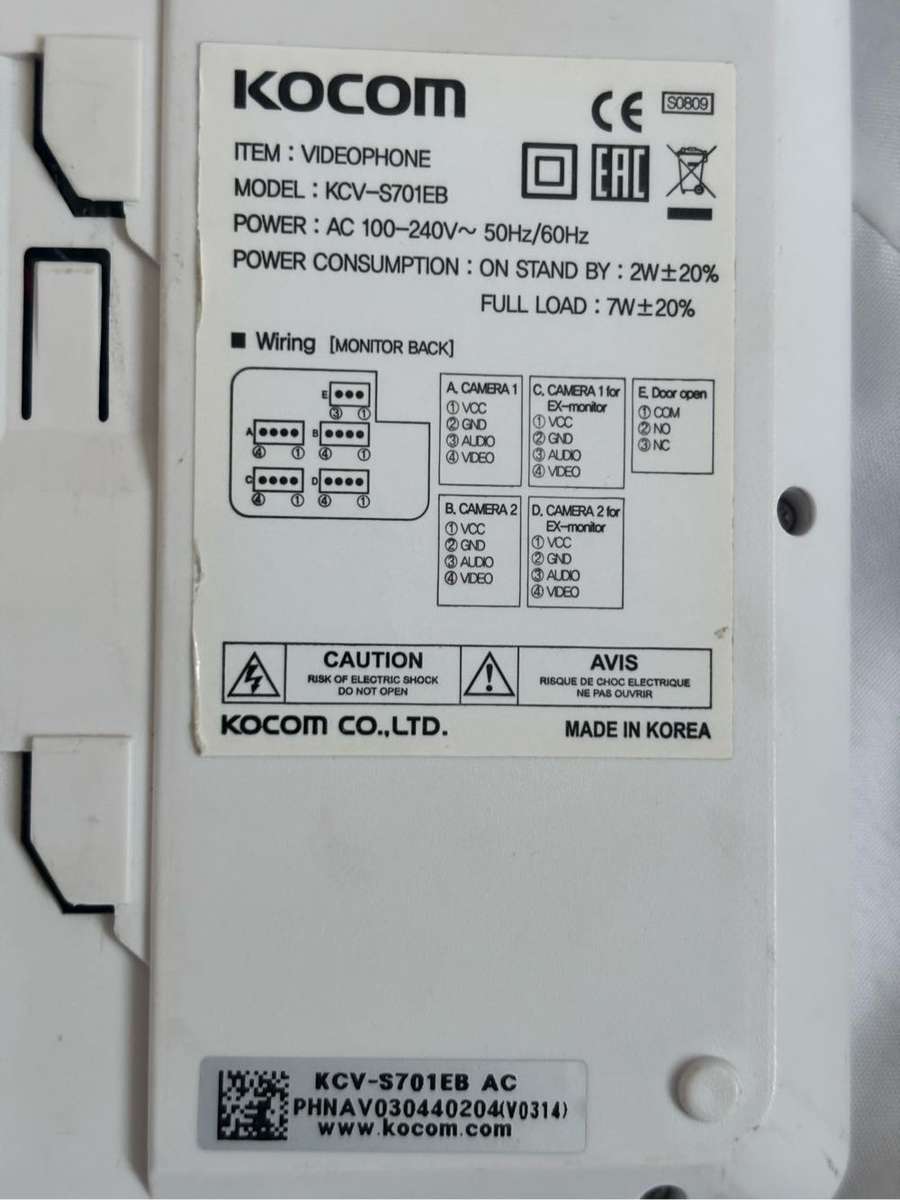 KOCOM
CE
S0809
ITEM : VIDEOPHONE
EAC
MODEL : KCV-S701EB
POWER : AC 100-240V~ 50Hz/60Hz
POWER CONSUMPTION : ON STAND BY : 2W±20%
FULL LOAD : 7W±20%
■ Wiring [MONITOR BACK]
E
③ ①
A B
④ ① ④ ①
C D
④ ① ④ ①
A. CAMERA 1
① VCC
② GND
③ AUDIO
④ VIDEO
C. CAMERA 1 for
EX-monitor
① VCC
② GND
③ AUDIO
④ VIDEO
E. Door open
① COM
② NO
③ NC
B. CAMERA 2
① VCC
② GND
③ AUDIO
④ VIDEO
D. CAMERA 2 for
EX-monitor
① VCC
② GND
③ AUDIO
④ VIDEO
CAUTION
RISK OF ELECTRIC SHOCK
DO NOT OPEN
AVIS
RISQUE DE CHOC ELECTRIQUE
NE PAS OUVRIR
KOCOM CO.,LTD.
MADE IN KOREA
KCV-S701EB AC
PHNAV030440204(V0314)
www.kocom.com